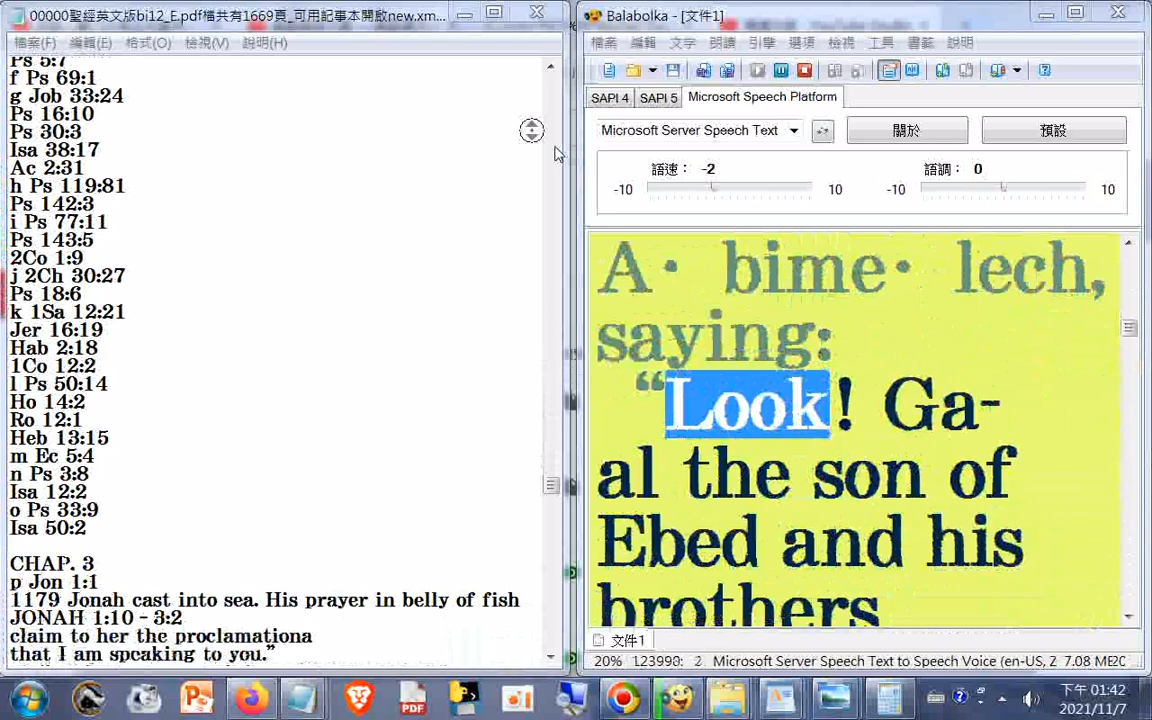 00000聖經英文版bi12_E.pdf檔共有1669頁_可用記事本開啟new.xm...
檔案(F) 編輯(E) 格式(O) 檢視(V) 說明(H)
Ps 5:7
f Ps 69:1
g Job 33:24
Ps 16:10
Ps 30:3
Isa 38:17
Ac 2:31
h Ps 119:81
Ps 142:3
i Ps 77:11
Ps 143:5
2Co 1:9
j 2Ch 30:27
Ps 18:6
k 1Sa 12:21
Jer 16:19
Hab 2:18
1Co 12:2
l Ps 50:14
Ho 14:2
Ro 12:1
Heb 13:15
m Ec 5:4
n Ps 3:8
Isa 12:2
o Ps 33:9
Isa 50:2
CHAP. 3
p Jon 1:1
1179 Jonah cast into sea. His prayer in belly of fish
JONAH 1:10 - 3:2
claim to her the proclamationa
that I am speaking to you.”
Balabolka - [文件1]
檔案 編輯 文字 朗讀 引擎 選項 檢視 工具 書籤 說明
SAPI 4 SAPI 5 Microsoft Speech Platform
Microsoft Server Speech Text 關於 預設
語速： -2 語調： 0
-10 10 -10 10
A· bime· lech,
saying:
“Look! Ga-
al the son of
Ebed and his
brothers
文件1
20% 123998: 2 Microsoft Server Speech Text to Speech Voice (en-US, Z 7.08 ME20
PDF
下午 01:42
2021/11/7